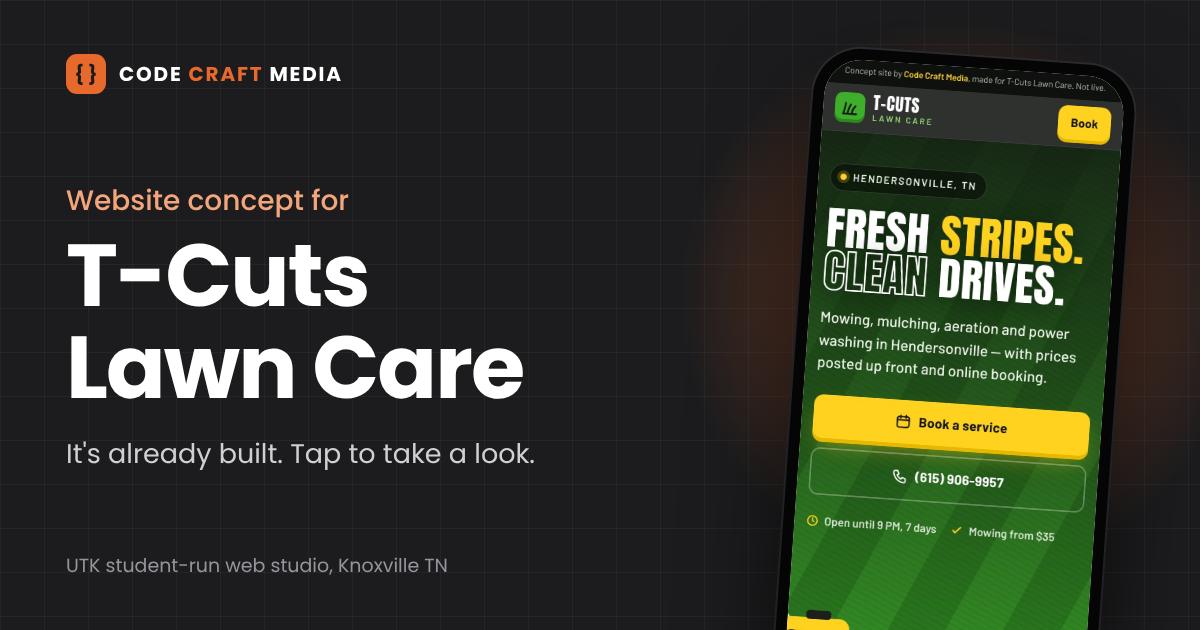 { } CODE CRAFT MEDIA
Website concept for
T-Cuts
Lawn Care
It's already built. Tap to take a look.
UTK student-run web studio, Knoxville TN
Concept site by Code Craft Media, made for T-Cuts Lawn Care. Not live.
T-CUTS
LAWN CARE
Book
HENDERSONVILLE, TN
FRESH STRIPES.
CLEAN DRIVES.
Mowing, mulching, aeration and power
washing in Hendersonville — with prices
posted up front and online booking.
Book a service
(615) 906-9957
Open until 9 PM, 7 days
Mowing from $35